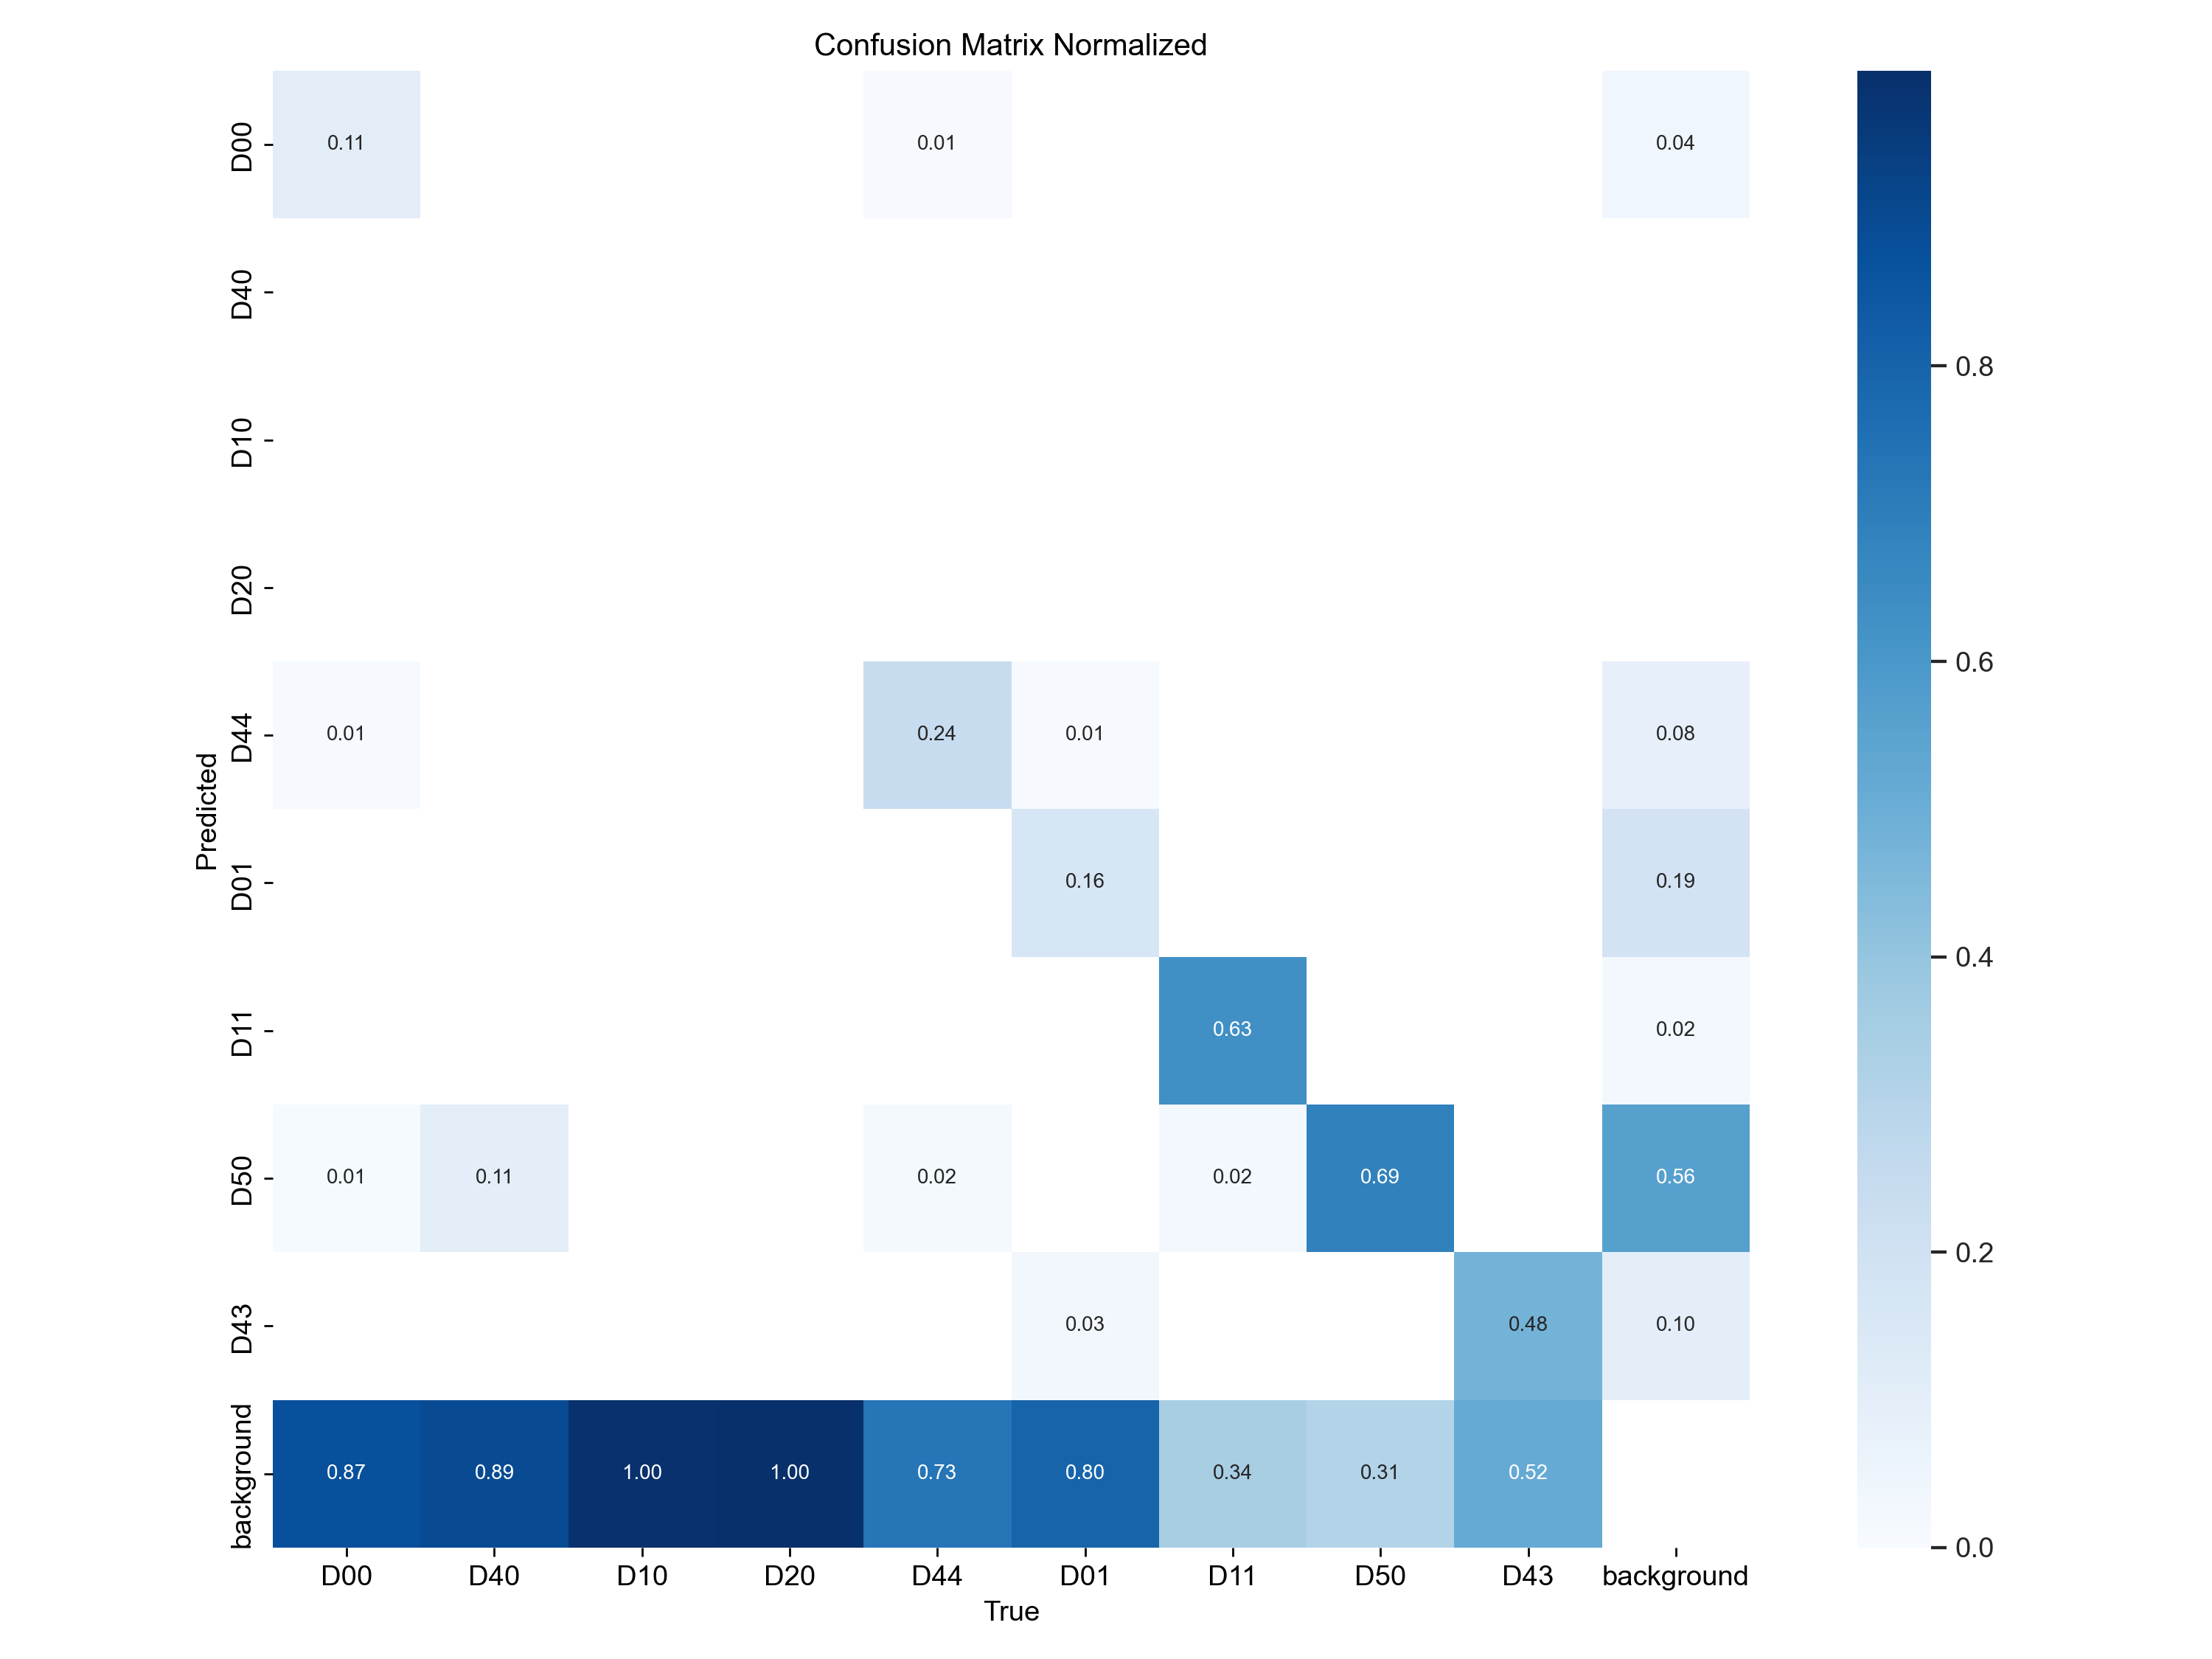 Confusion Matrix Normalized
D00
0.11
0.01
0.04
D40
D10
D20
D44
0.01
0.24
0.01
0.08
D01
0.16
0.19
D11
0.63
0.02
D50
0.01
0.11
0.02
0.02
0.69
0.56
D43
0.03
0.48
0.10
background
0.87
0.89
1.00
1.00
0.73
0.80
0.34
0.31
0.52
Predicted
D00
D40
D10
D20
D44
D01
D11
D50
D43
background
True
0.8
0.6
0.4
0.2
0.0